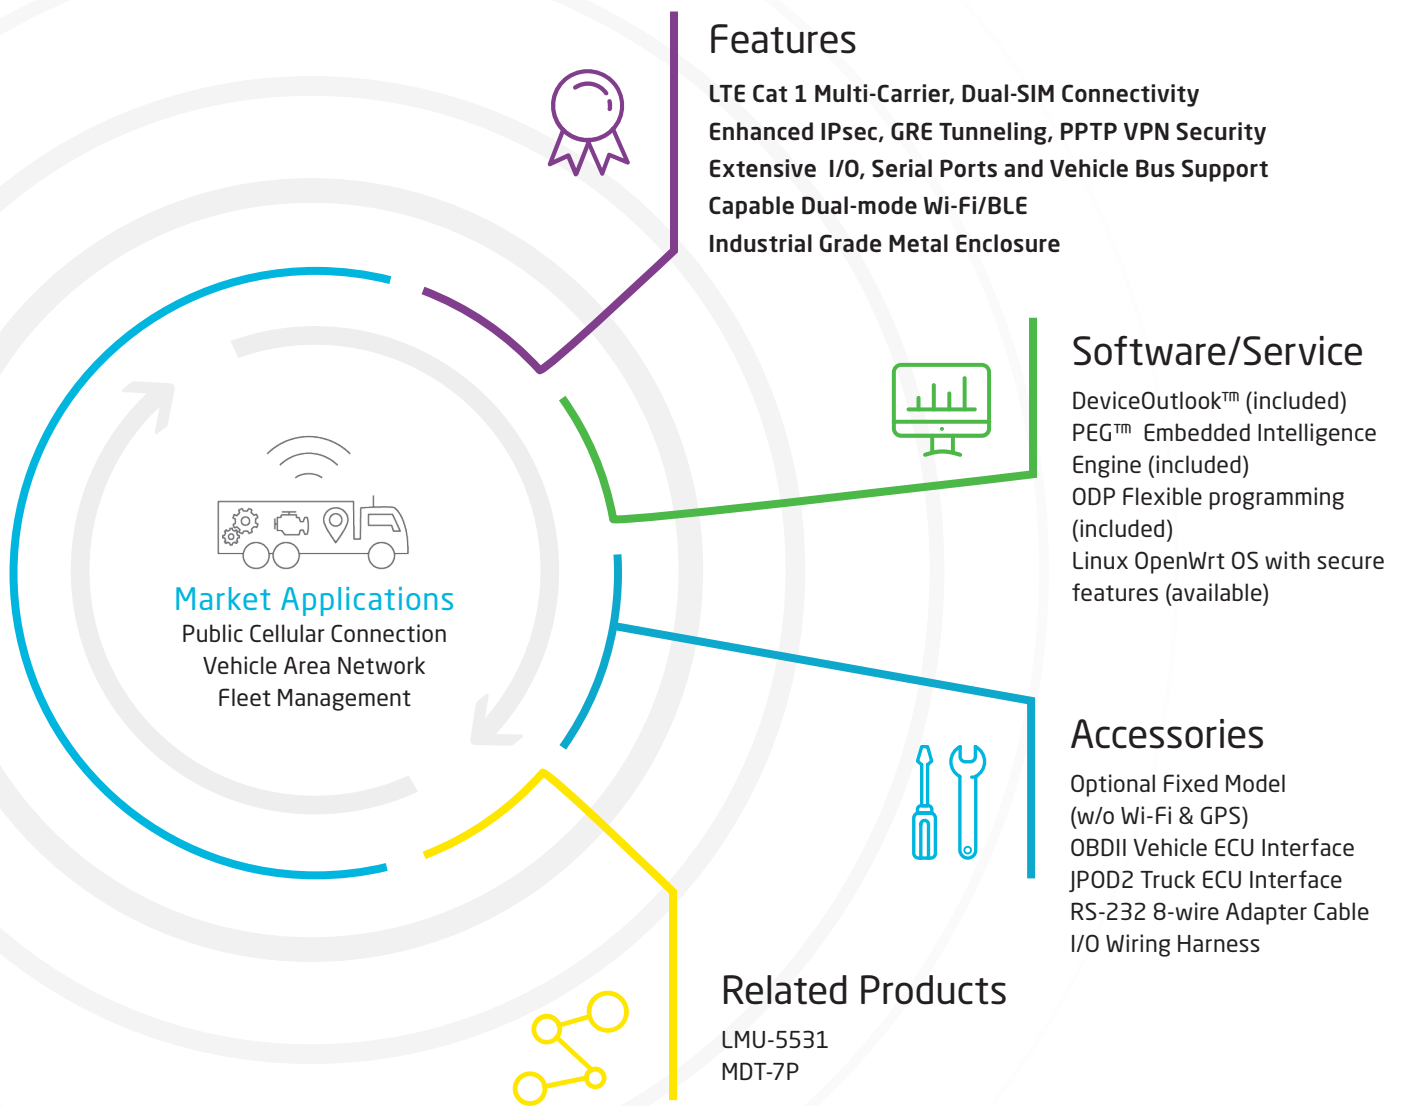 Features
LTE Cat 1 Multi-Carrier, Dual-SIM Connectivity
Enhanced IPsec, GRE Tunneling, PPTP VPN Security
Extensive  I/O, Serial Ports and Vehicle Bus Support
Capable Dual-mode Wi-Fi/BLE
Industrial Grade Metal Enclosure
Software/Service
DeviceOutlook™ (included)
PEG™  Embedded Intelligence
Engine (included)
ODP Flexible programming
(included)
Linux OpenWrt OS with secure
features (available)
Market Applications
Public Cellular Connection
Vehicle Area Network
Fleet Management
Accessories
Optional Fixed Model
(w/o Wi-Fi & GPS)
OBDII Vehicle ECU Interface
JPOD2 Truck ECU Interface
RS-232 8-wire Adapter Cable
I/O Wiring Harness
Related Products
LMU-5531
MDT-7P